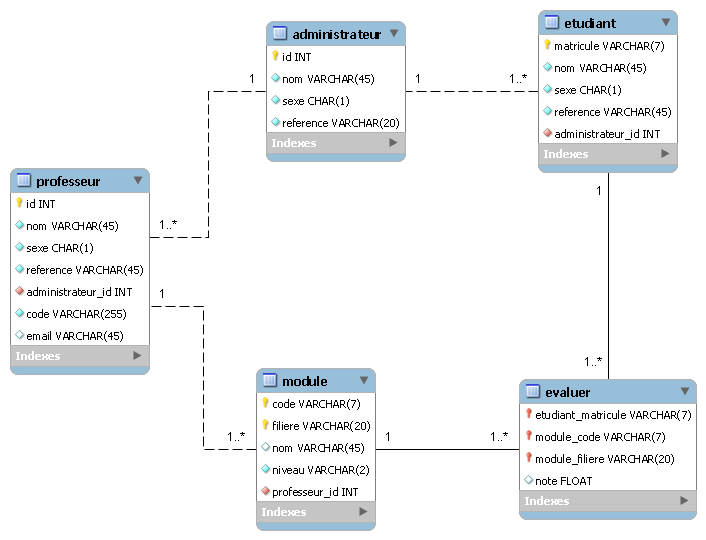 administrateur
id INT
nom VARCHAR(45)
sexe CHAR(1)
reference VARCHAR(20)
Indexes
etudiant
matricule VARCHAR(7)
nom VARCHAR(45)
sexe CHAR(1)
reference VARCHAR(45)
administrateur_id INT
Indexes
1
1
1..*
professeur
id INT
nom VARCHAR(45)
sexe CHAR(1)
reference VARCHAR(45)
administrateur_id INT
code VARCHAR(255)
email VARCHAR(45)
Indexes
1..*
1
1
1..*
module
code VARCHAR(7)
filiere VARCHAR(20)
nom VARCHAR(45)
niveau VARCHAR(2)
professeur_id INT
Indexes
1..*
1
1..*
evaluer
etudiant_matricule VARCHAR(7)
module_code VARCHAR(7)
module_filiere VARCHAR(20)
note FLOAT
Indexes